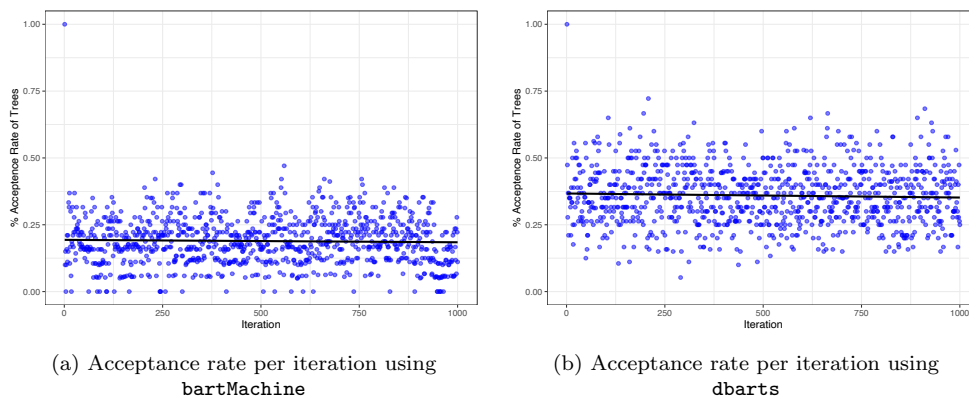 1.00
0.75
0.50
0.25
0.00
% Acceptence Rate of Trees
0
250
500
750
1000
Iteration
(a) Acceptance rate per iteration using
bartMachine
1.00
0.75
0.50
0.25
0.00
% Acceptence Rate of Trees
0
250
500
750
1000
Iteration
(b) Acceptance rate per iteration using
dbarts